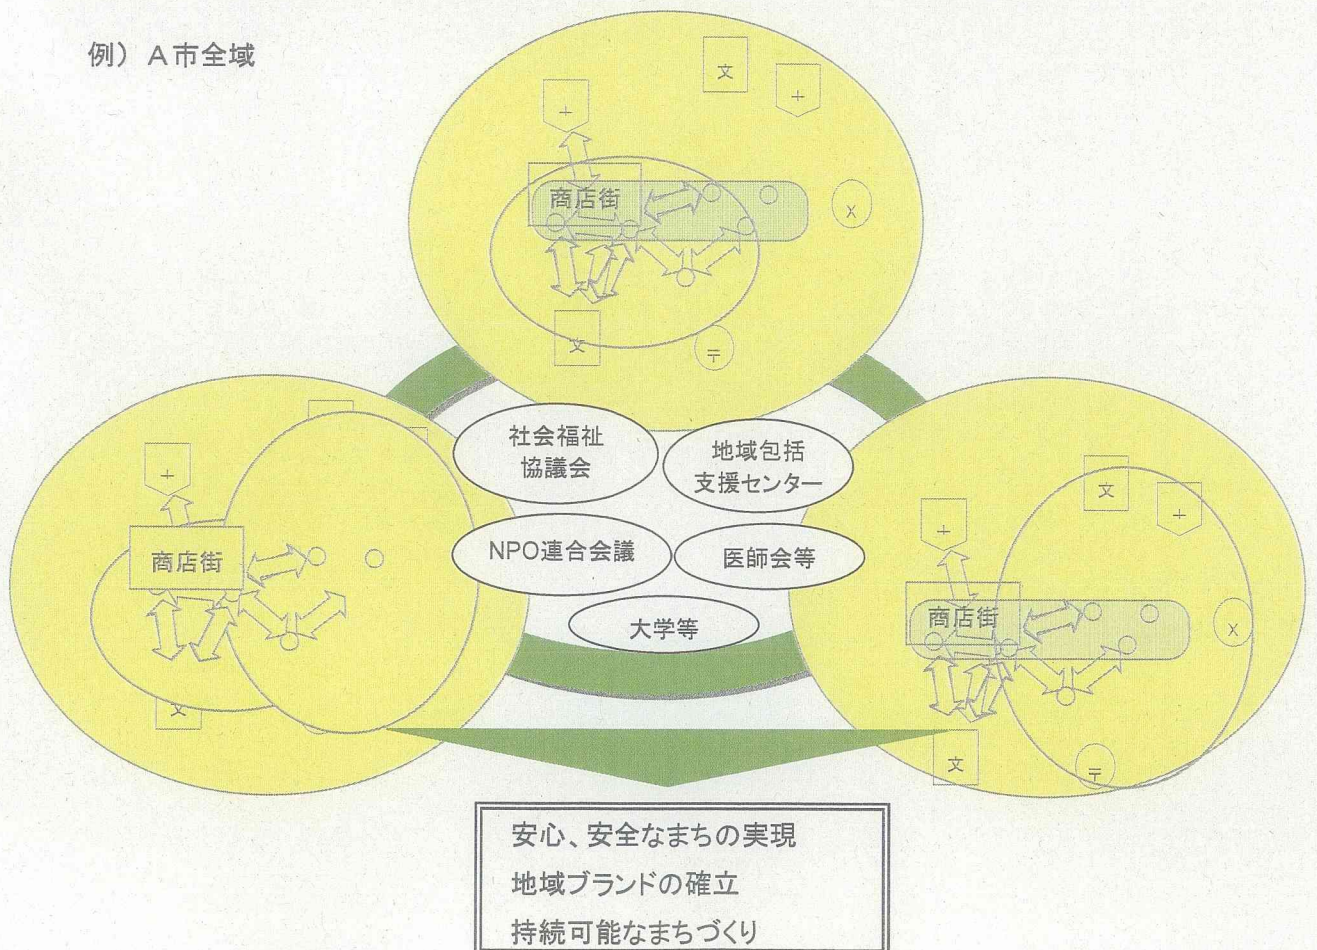 例）A市全域
文
＋
＋
商店街
X
文
〒
社会福祉
協議会
地域包括
支援センター
NPO連合会議
医師会等
大学等
＋
商店街
文
文
＋
＋
商店街
X
文
〒
安心、安全なまちの実現
地域ブランドの確立
持続可能なまちづくり